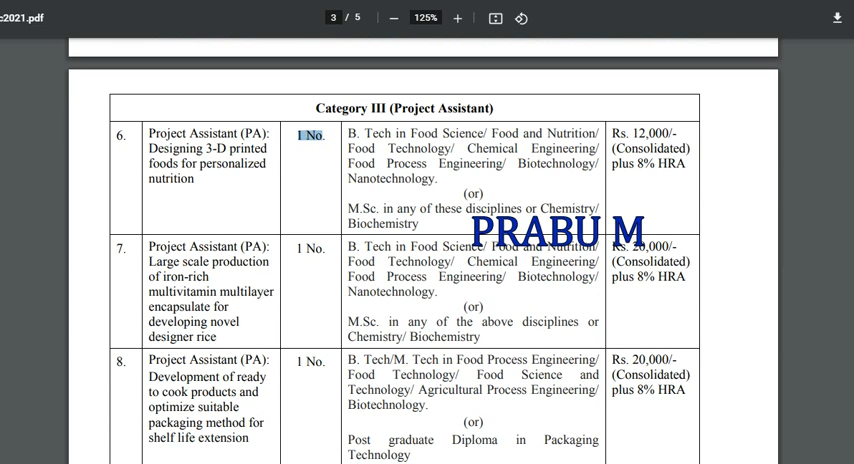 c2021.pdf
3 / 5
125%
Category III (Project Assistant)
6.
Project Assistant (PA):
Designing 3-D printed
foods for personalized
nutrition
1 No.
B. Tech in Food Science/ Food and Nutrition/
Food Technology/ Chemical Engineering/
Food Process Engineering/ Biotechnology/
Nanotechnology.
(or)
M.Sc. in any of these disciplines or Chemistry/
Biochemistry
Rs. 12,000/-
(Consolidated)
plus 8% HRA
PRABU M
7.
Project Assistant (PA):
Large scale production
of iron-rich
multivitamin multilayer
encapsulate for
developing novel
designer rice
1 No.
B. Tech in Food Science/ Food and Nutrition/
Food Technology/ Chemical Engineering/
Food Process Engineering/ Biotechnology/
Nanotechnology.
(or)
M.Sc. in any of the above disciplines or
Chemistry/ Biochemistry
Rs. 20,000/-
(Consolidated)
plus 8% HRA
8.
Project Assistant (PA):
Development of ready
to cook products and
optimize suitable
packaging method for
shelf life extension
1 No.
B. Tech/M. Tech in Food Process Engineering/
Food Technology/ Food Science and
Technology/ Agricultural Process Engineering/
Biotechnology.
(or)
Post graduate Diploma in Packaging
Technology
Rs. 20,000/-
(Consolidated)
plus 8% HRA